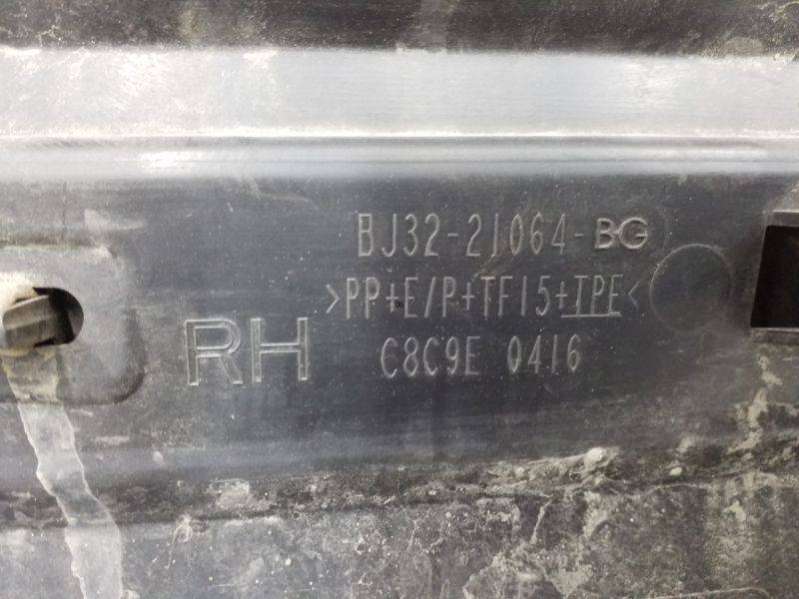 BJ32-21064-BG
>PP+E/P+TF15+TPE<
RH
C8C9E 0416